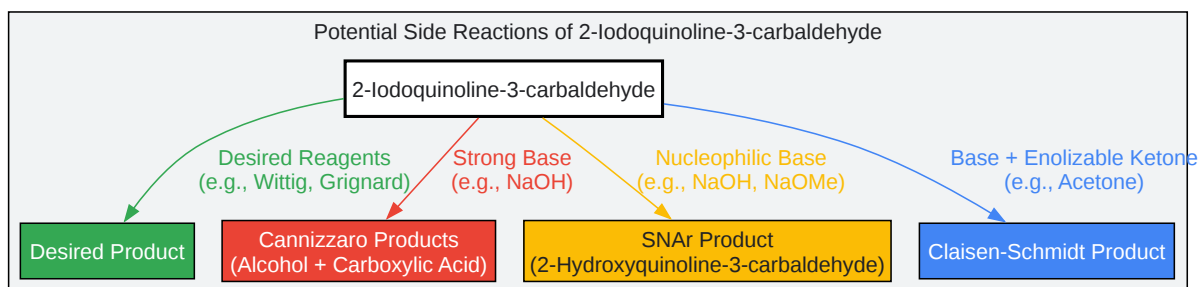 Potential Side Reactions of 2-Iodoquinoline-3-carbaldehyde
2-Iodoquinoline-3-carbaldehyde
Desired Reagents
(e.g., Wittig, Grignard)
Strong Base
(e.g., NaOH)
Nucleophilic Base
(e.g., NaOH, NaOMe)
Base + Enolizable Ketone
(e.g., Acetone)
Desired Product
Cannizzaro Products
(Alcohol + Carboxylic Acid)
SNAr Product
(2-Hydroxyquinoline-3-carbaldehyde)
Claisen-Schmidt Product